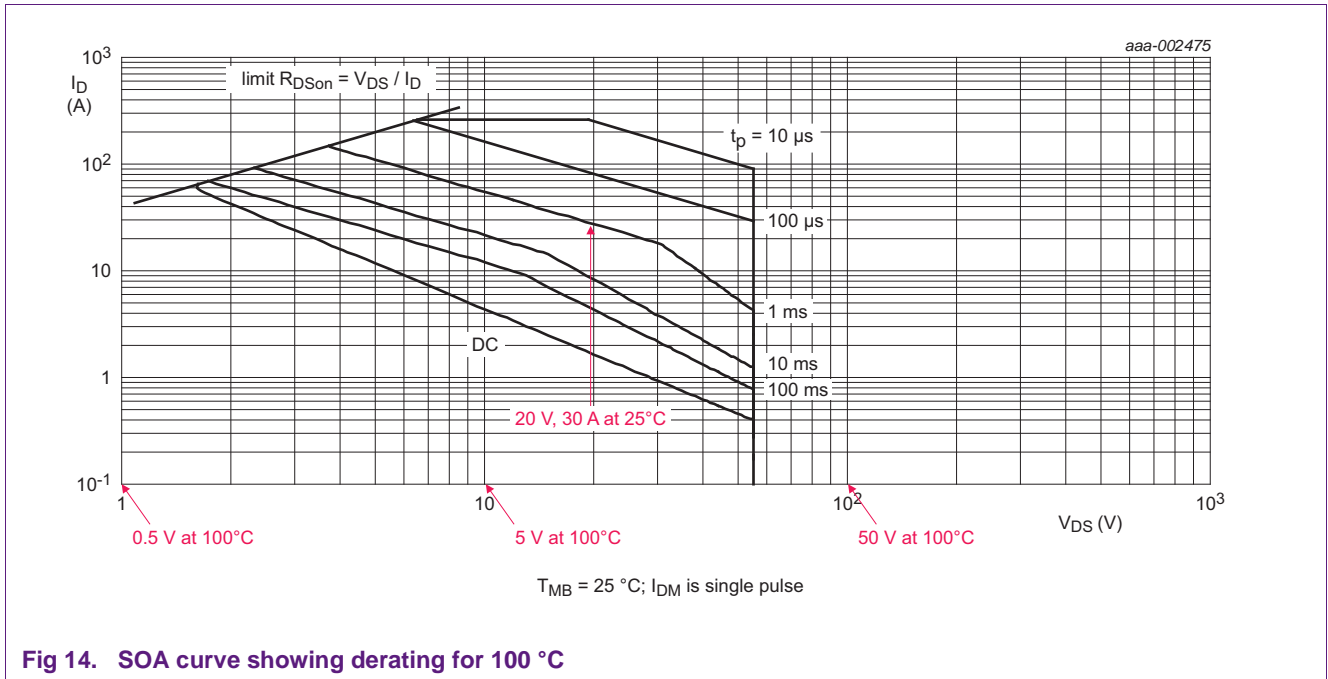 aaa-002475
10³
I_D
(A)
limit R_DSon = V_DS / I_D
t_p = 10 µs
10²
100 µs
10
1 ms
DC
10 ms
1
100 ms
20 V, 30 A at 25°C
10⁻¹
1
10
10²
10³
V_DS (V)
0.5 V at 100°C
5 V at 100°C
50 V at 100°C
T_MB = 25 °C; I_DM is single pulse
Fig 14. SOA curve showing derating for 100 °C